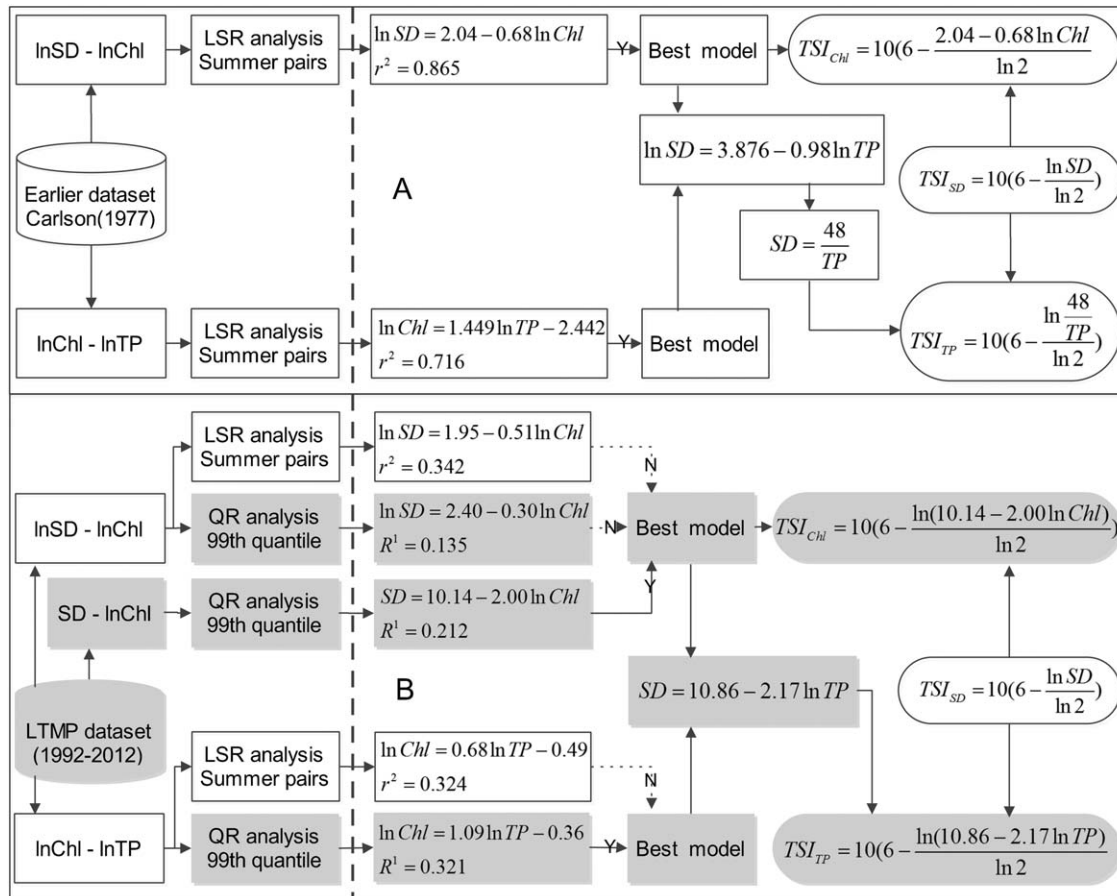 lnSD - lnChl
LSR analysis
Summer pairs
ln SD = 2.04 − 0.68 ln Chl
r² = 0.865
Y
Best model
TSI_Chl = 10(6 − (2.04 − 0.68 ln Chl)/ln 2)
ln SD = 3.876 − 0.98 ln TP
Earlier dataset
Carlson(1977)
A
TSI_SD = 10(6 − (ln SD)/(ln 2))
SD = 48/TP
lnChl - lnTP
LSR analysis
Summer pairs
ln Chl = 1.449 ln TP − 2.442
r² = 0.716
Y
Best model
TSI_TP = 10(6 − (ln 48/TP)/(ln 2))
LSR analysis
Summer pairs
ln SD = 1.95 − 0.51 ln Chl
r² = 0.342
N
lnSD - lnChl
QR analysis
99th quantile
ln SD = 2.40 − 0.30 ln Chl
R¹ = 0.135
N
Best model
TSI_Chl = 10(6 − (ln(10.14 − 2.00 ln Chl))/(ln 2))
SD - lnChl
QR analysis
99th quantile
SD = 10.14 − 2.00 ln Chl
R¹ = 0.212
Y
LTMP dataset
(1992-2012)
B
SD = 10.86 − 2.17 ln TP
TSI_SD = 10(6 − (ln SD)/(ln 2))
LSR analysis
Summer pairs
ln Chl = 0.68 ln TP − 0.49
r² = 0.324
N
lnChl - lnTP
QR analysis
99th quantile
ln Chl = 1.09 ln TP − 0.36
R¹ = 0.321
Y
Best model
TSI_TP = 10(6 − (ln(10.86 − 2.17 ln TP))/(ln 2))